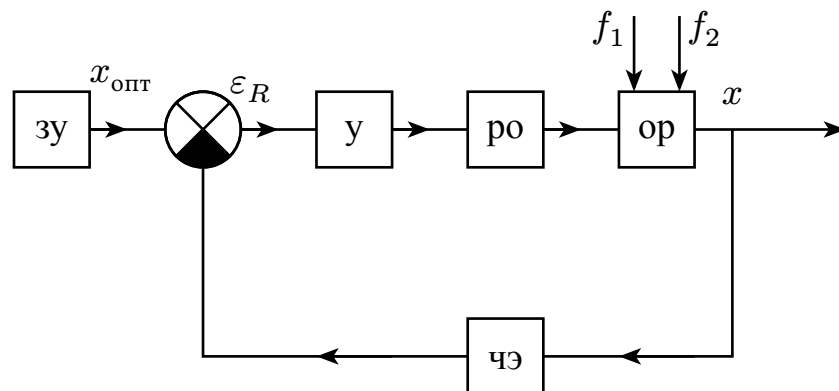 f₁ f₂
x_опт ε_R x
зу у ро ор
чэ